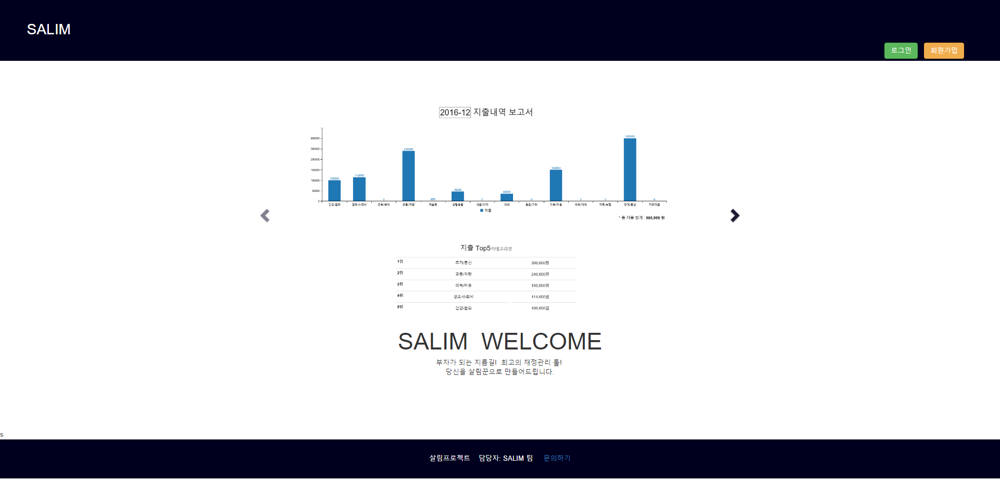 SALIM
로그인 회원가입
2016-12 지출내역 보고서
300000
250000
200000
150000
100000
50000
0
100000 114000 0 240000 699 46000 0 35300 0 150000 0 0 300000 0
건강/문화 경조사/회비 교육/육아 교통/차량 미분류 생활용품 세금/이자 식비 용돈/기타 의복/미용 이체/대체 저축/보험 주거/통신 카드대금
지출
* 총 지출 합계 : 985,999 원
지출 Top5카테고리별
1위 주거/통신 300,000원
2위 교통/차량 240,000원
3위 의복/미용 150,000원
4위 경조사/회비 114,000원
5위 건강/문화 100,000원
SALIM WELCOME
부자가 되는 지름길! 최고의 재정관리 툴!
당신을 살림꾼으로 만들어드립니다.
s
살림프로젝트 담당자: SALIM 팀 문의하기